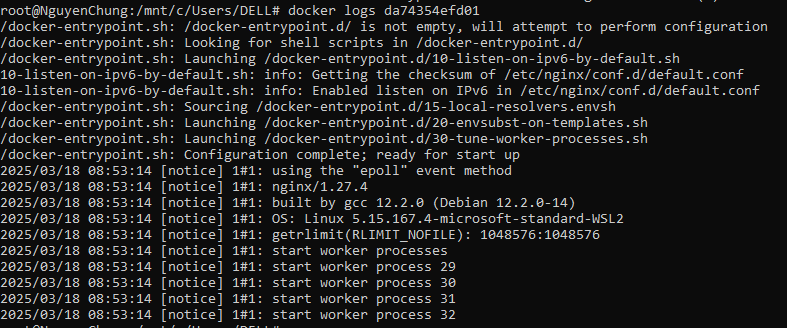 root@NguyenChung:/mnt/c/Users/DELL# docker logs da74354efd01
/docker-entrypoint.sh: /docker-entrypoint.d/ is not empty, will attempt to perform configuration
/docker-entrypoint.sh: Looking for shell scripts in /docker-entrypoint.d/
/docker-entrypoint.sh: Launching /docker-entrypoint.d/10-listen-on-ipv6-by-default.sh
10-listen-on-ipv6-by-default.sh: info: Getting the checksum of /etc/nginx/conf.d/default.conf
10-listen-on-ipv6-by-default.sh: info: Enabled listen on IPv6 in /etc/nginx/conf.d/default.conf
/docker-entrypoint.sh: Sourcing /docker-entrypoint.d/15-local-resolvers.envsh
/docker-entrypoint.sh: Launching /docker-entrypoint.d/20-envsubst-on-templates.sh
/docker-entrypoint.sh: Launching /docker-entrypoint.d/30-tune-worker-processes.sh
/docker-entrypoint.sh: Configuration complete; ready for start up
2025/03/18 08:53:14 [notice] 1#1: using the "epoll" event method
2025/03/18 08:53:14 [notice] 1#1: nginx/1.27.4
2025/03/18 08:53:14 [notice] 1#1: built by gcc 12.2.0 (Debian 12.2.0-14)
2025/03/18 08:53:14 [notice] 1#1: OS: Linux 5.15.167.4-microsoft-standard-WSL2
2025/03/18 08:53:14 [notice] 1#1: getrlimit(RLIMIT_NOFILE): 1048576:1048576
2025/03/18 08:53:14 [notice] 1#1: start worker processes
2025/03/18 08:53:14 [notice] 1#1: start worker process 29
2025/03/18 08:53:14 [notice] 1#1: start worker process 30
2025/03/18 08:53:14 [notice] 1#1: start worker process 31
2025/03/18 08:53:14 [notice] 1#1: start worker process 32